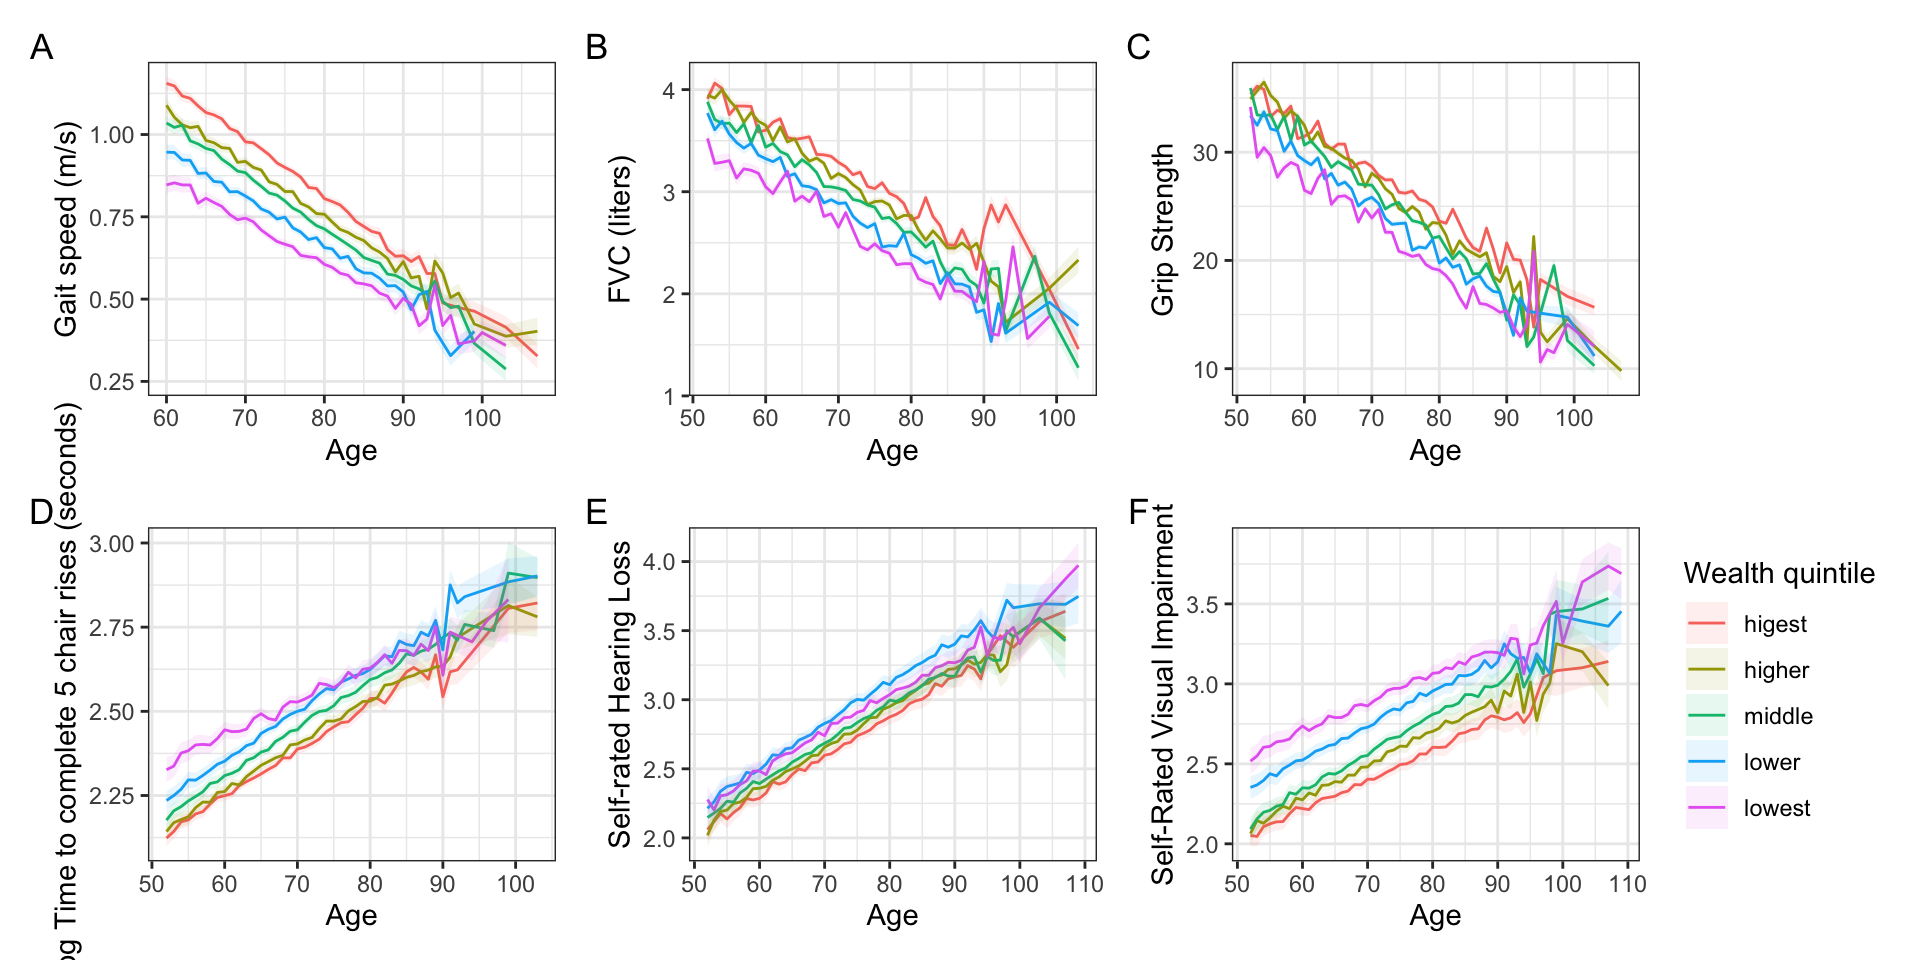 A
Gait speed (m/s)
1.00
0.75
0.50
0.25
60 70 80 90 100
Age
B
FVC (liters)
4
3
2
1
50 60 70 80 90 100
Age
C
Grip Strength
30
20
10
50 60 70 80 90 100
Age
D
og Time to complete 5 chair rises (seconds)
3.00
2.75
2.50
2.25
50 60 70 80 90 100
Age
E
Self-rated Hearing Loss
4.0
3.5
3.0
2.5
2.0
50 60 70 80 90 100 110
Age
F
Self-Rated Visual Impairment
3.5
3.0
2.5
2.0
50 60 70 80 90 100 110
Age
Wealth quintile
higest
higher
middle
lower
lowest